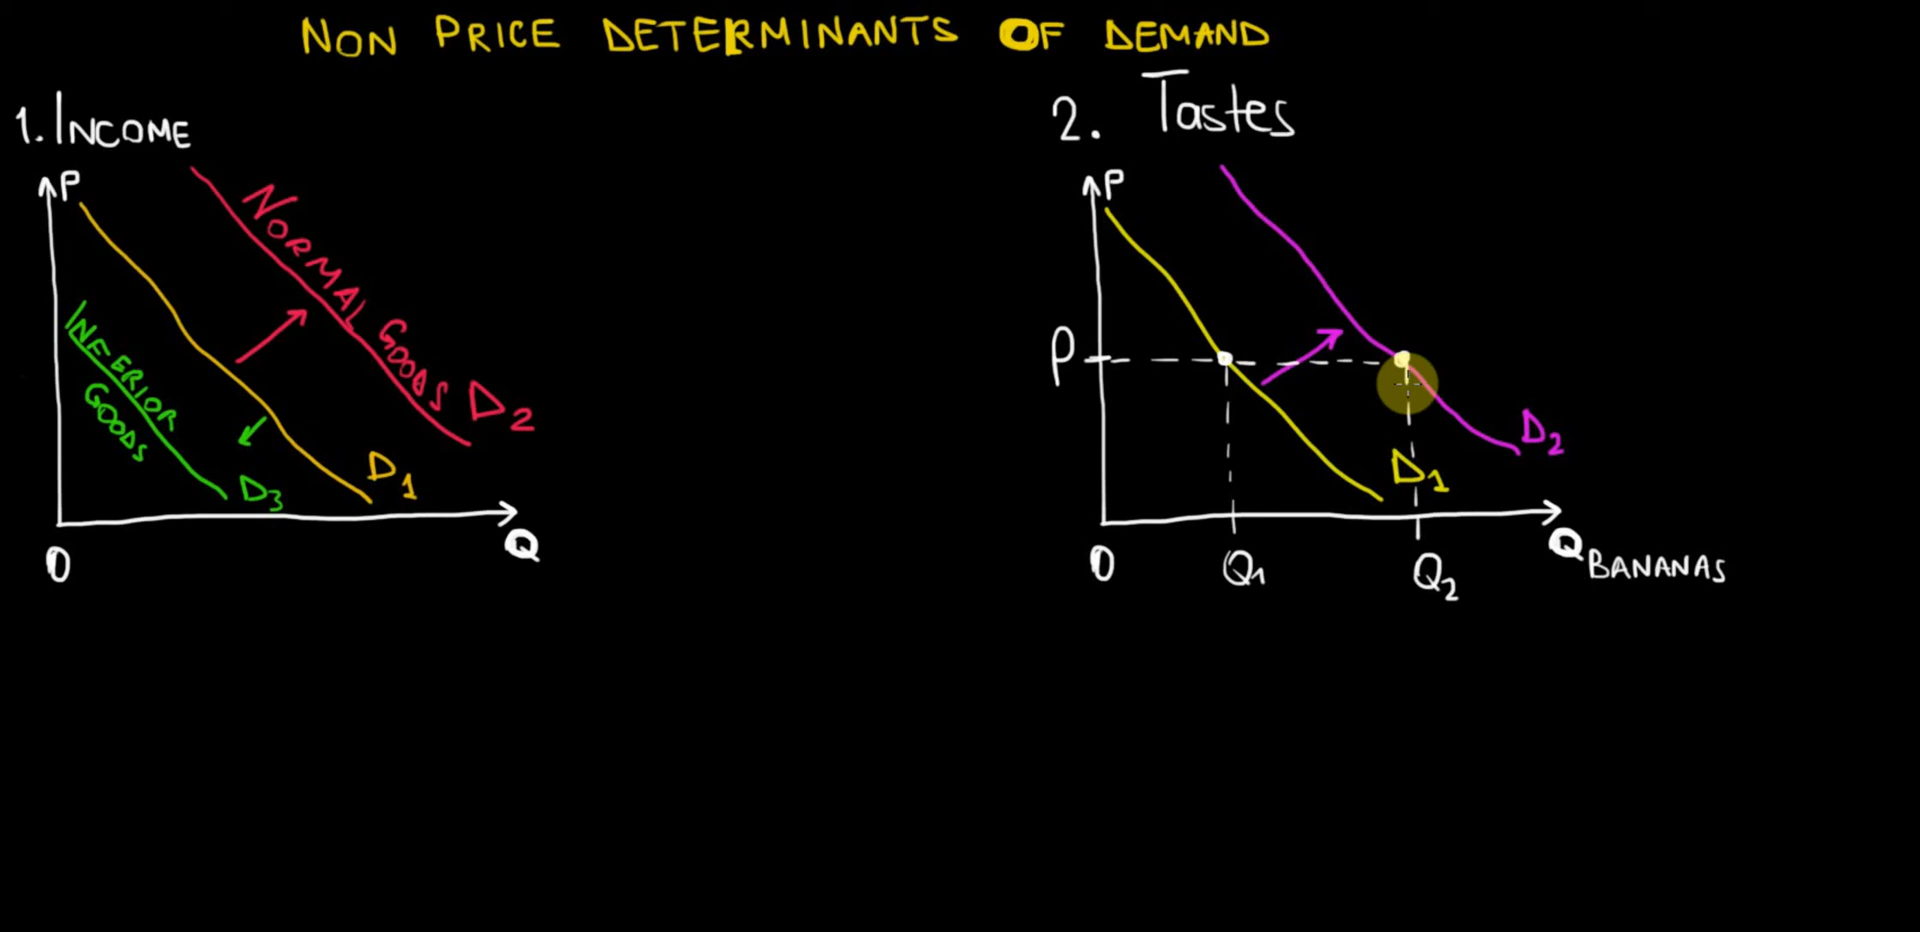 NON PRICE DETERMINANTS OF DEMAND
1. INCOME
P
NORMAL GOODS D2
INFERIOR
GOODS
D3
D1
Q
0
2. Tastes
P
P
D2
D1
0
Q1
Q2
Q BANANAS